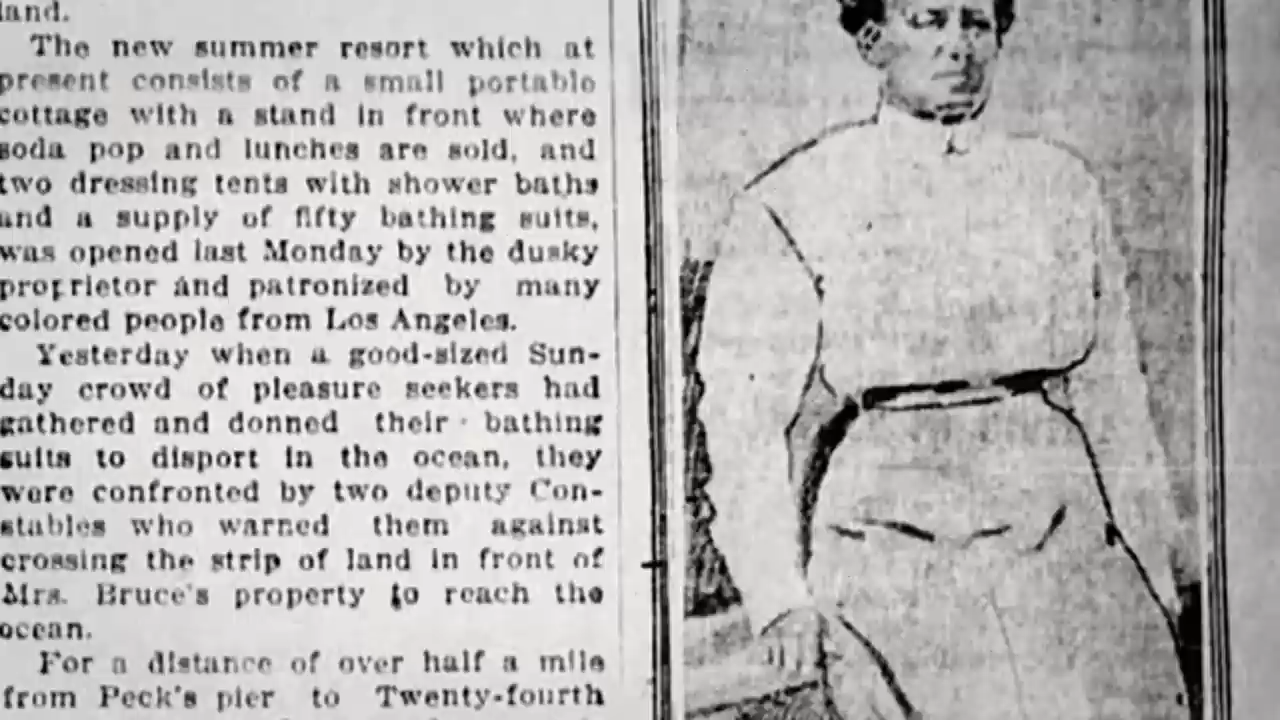 land.
The new summer resort which at
present consists of a small portable
cottage with a stand in front where
soda pop and lunches are sold, and
two dressing tents with shower baths
and a supply of fifty bathing suits,
was opened last Monday by the dusky
proprietor and patronized by many
colored people from Los Angeles.
Yesterday when a good-sized Sun-
day crowd of pleasure seekers had
gathered and donned their bathing
suits to disport in the ocean, they
were confronted by two deputy Con-
stables who warned them against
crossing the strip of land in front of
Mrs. Bruce's property to reach the
ocean.
For a distance of over half a mile
from Peck's pier to Twenty-fourth